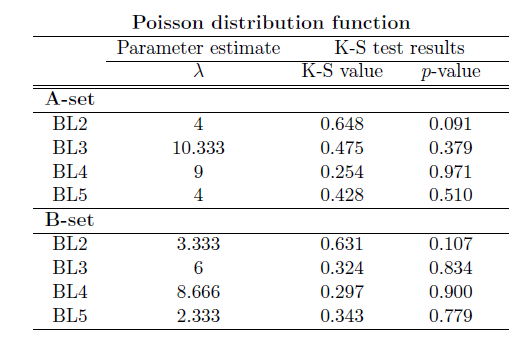 Poisson distribution function
Parameter estimate K-S test results
λ K-S value p-value
A-set
BL2 4 0.648 0.091
BL3 10.333 0.475 0.379
BL4 9 0.254 0.971
BL5 4 0.428 0.510
B-set
BL2 3.333 0.631 0.107
BL3 6 0.324 0.834
BL4 8.666 0.297 0.900
BL5 2.333 0.343 0.779